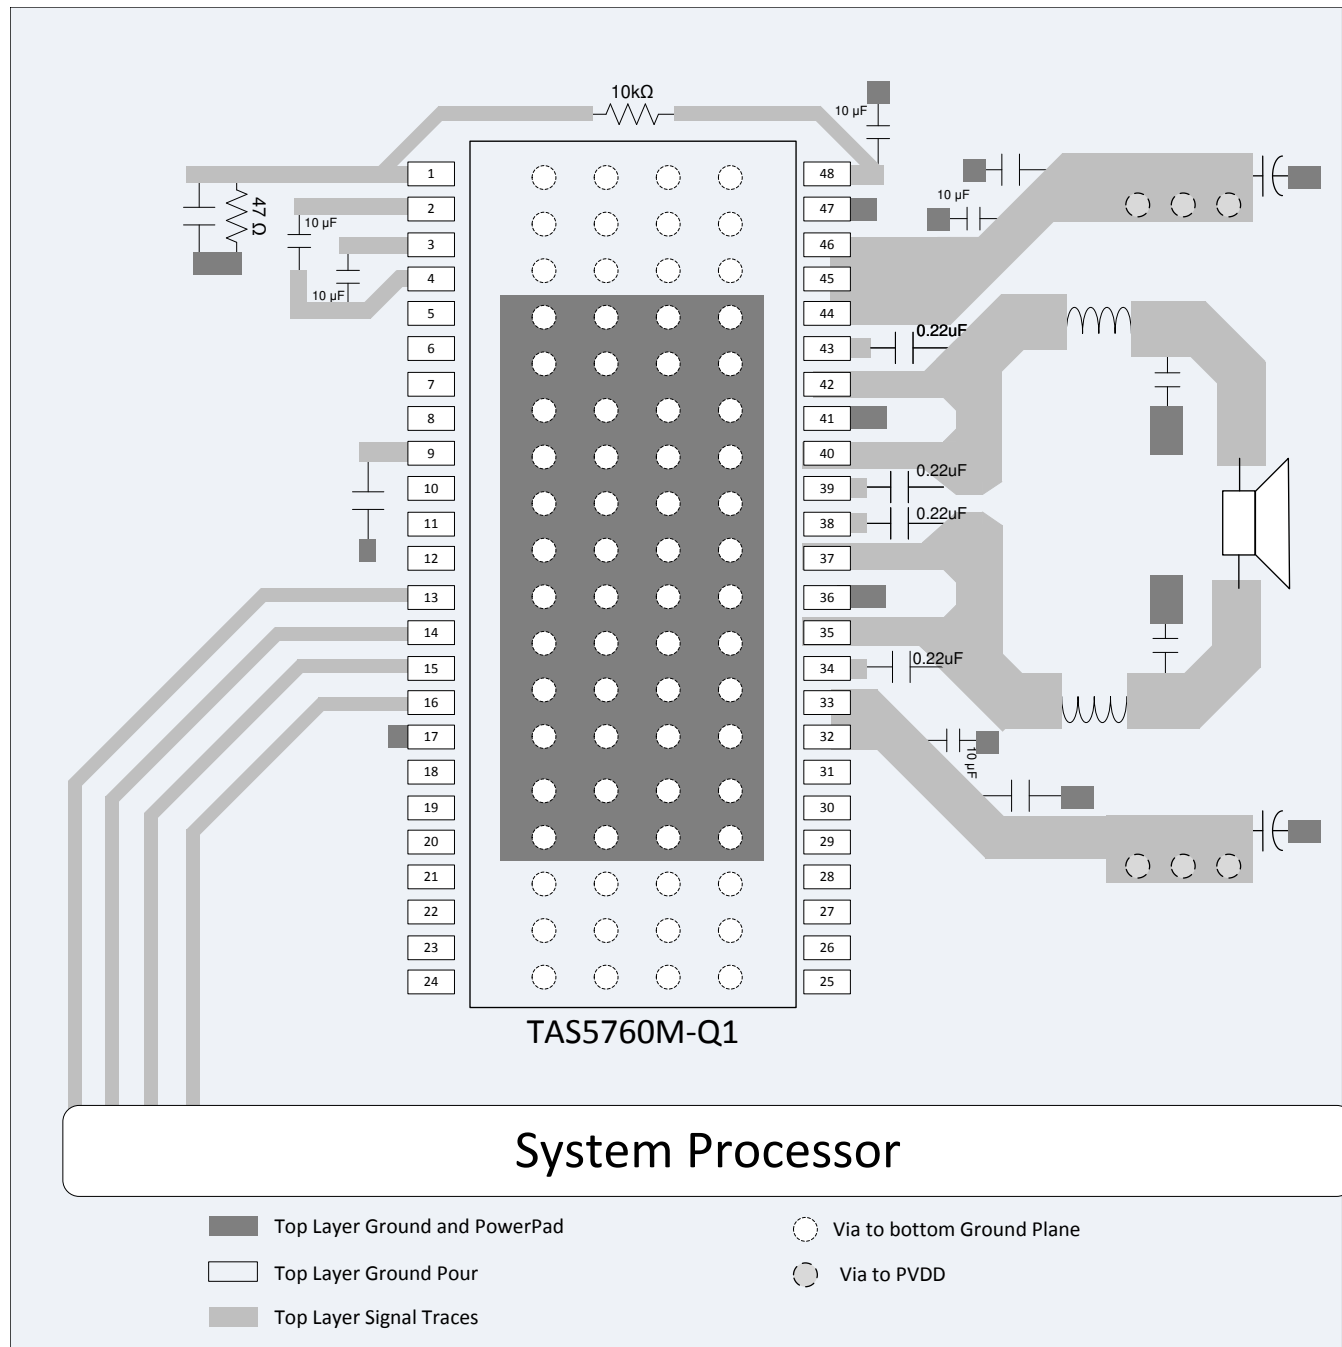 10kΩ
10 µF
1
48
47 Ω
2
10 µF
47
10 µF
3
46
4
45
10 µF
5
44
6
43
0.22uF
7
42
8
41
9
40
0.22uF
10
39
11
38
0.22uF
12
37
13
36
14
35
15
34
0.22uF
16
33
17
32
10 µF
18
31
19
30
20
29
21
28
22
27
23
26
24
25
TAS5760M-Q1
System Processor
Top Layer Ground and PowerPad
Via to bottom Ground Plane
Top Layer Ground Pour
Via to PVDD
Top Layer Signal Traces